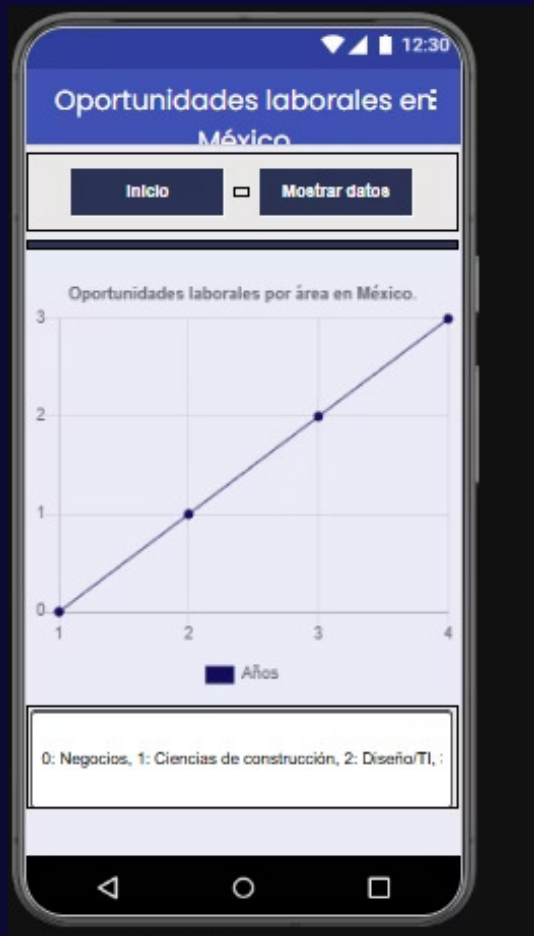 12:30
Oportunidades laborales en
México
Inicio
Mostrar datos
Oportunidades laborales por área en México.
3
2
1
0
1 2 3 4
Años
0: Negocios, 1: Ciencias de construcción, 2: Diseño/TI,